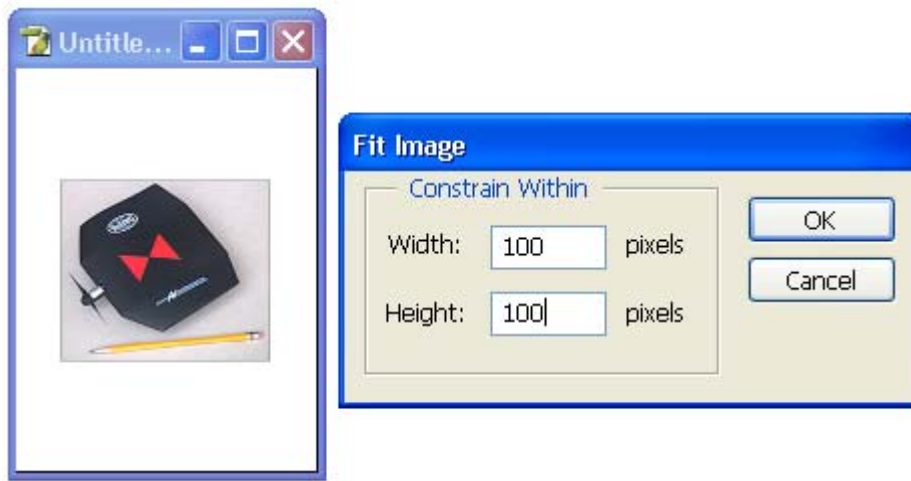 Untitle...
Fit Image
Constrain Within
Width: 100 pixels
Height: 100 pixels
OK
Cancel